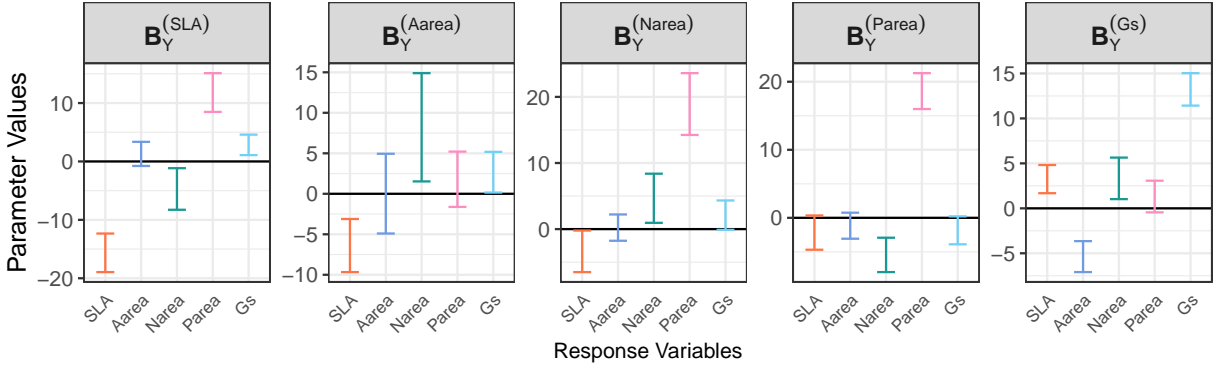 B_Y^(SLA) B_Y^(Aarea) B_Y^(Narea) B_Y^(Parea) B_Y^(Gs)
Parameter Values
10
0
−10
−20
SLA Aarea Narea Parea Gs
15
10
5
0
−5
−10
SLA Aarea Narea Parea Gs
20
10
0
SLA Aarea Narea Parea Gs
20
10
0
SLA Aarea Narea Parea Gs
15
10
5
0
−5
SLA Aarea Narea Parea Gs
Response Variables